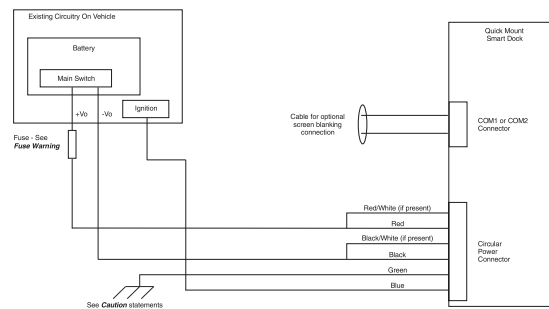 Existing Circuitry On Vehicle
Battery
Main Switch
+Vo
-Vo
Ignition
Fuse - See
Fuse Warning
Quick Mount
Smart Dock
Cable for optional
screen blanking
connection
COM1 or COM2
Connector
Red/White (if present)
Red
Black/White (if present)
Black
Green
Blue
Circular
Power
Connector
See Caution statements